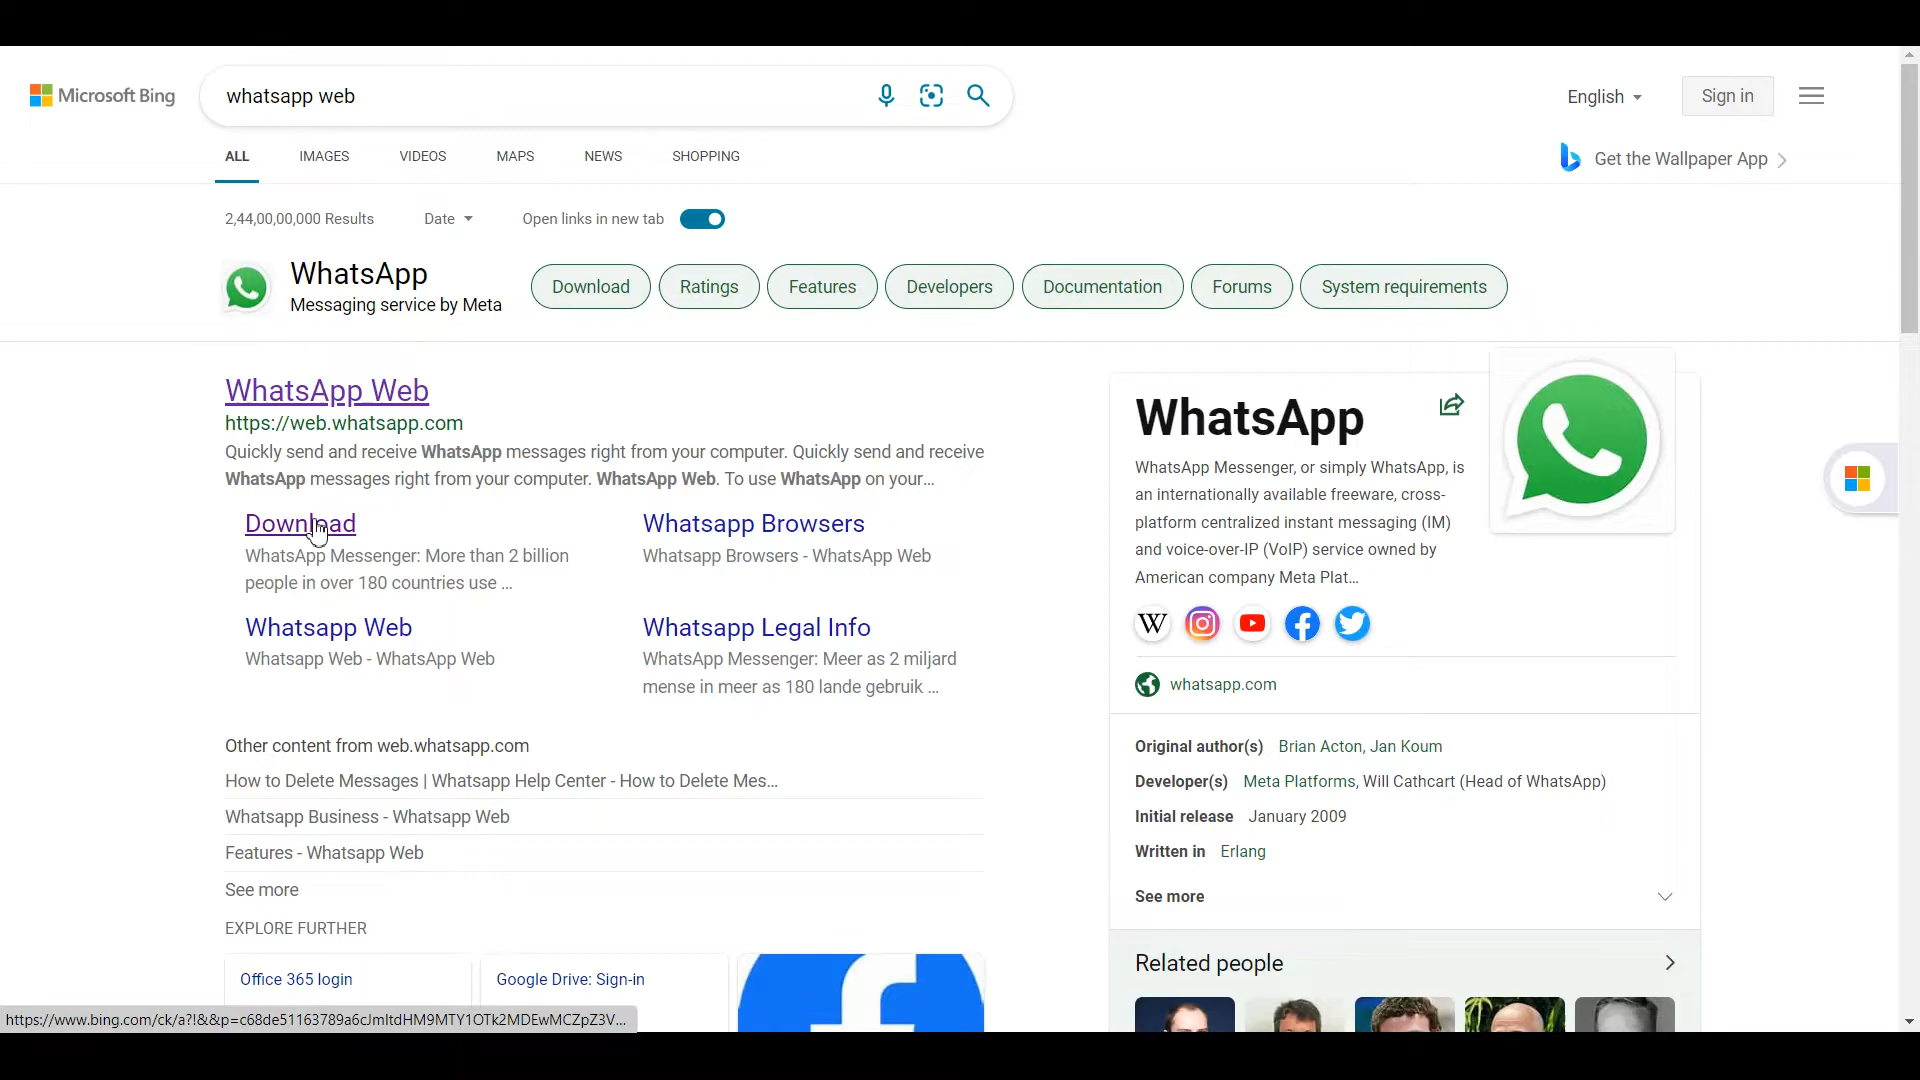 Microsoft Bing
whatsapp web
English
Sign in
ALL
IMAGES
VIDEOS
MAPS
NEWS
SHOPPING
Get the Wallpaper App
2,44,00,00,000 Results
Date
Open links in new tab
WhatsApp
Messaging service by Meta
Download
Ratings
Features
Developers
Documentation
Forums
System requirements
WhatsApp Web
https://web.whatsapp.com
Quickly send and receive WhatsApp messages right from your computer. Quickly send and receive
WhatsApp messages right from your computer. WhatsApp Web. To use WhatsApp on your…
Download
WhatsApp Messenger: More than 2 billion
people in over 180 countries use ...
Whatsapp Browsers
Whatsapp Browsers - WhatsApp Web
Whatsapp Web
Whatsapp Web - WhatsApp Web
Whatsapp Legal Info
WhatsApp Messenger: Meer as 2 miljard
mense in meer as 180 lande gebruik ...
Other content from web.whatsapp.com
How to Delete Messages | Whatsapp Help Center - How to Delete Mes...
Whatsapp Business - Whatsapp Web
Features - Whatsapp Web
See more
EXPLORE FURTHER
Office 365 login
Google Drive: Sign-in
WhatsApp
WhatsApp Messenger, or simply WhatsApp, is
an internationally available freeware, cross-
platform centralized instant messaging (IM)
and voice-over-IP (VoIP) service owned by
American company Meta Plat…
W
whatsapp.com
Original author(s) Brian Acton, Jan Koum
Developer(s) Meta Platforms, Will Cathcart (Head of WhatsApp)
Initial release January 2009
Written in Erlang
See more
Related people
https://www.bing.com/ck/a?!&&p=c68de51163789a6cJmltdHM9MTY1OTk2MDEwMCZpZ3V...